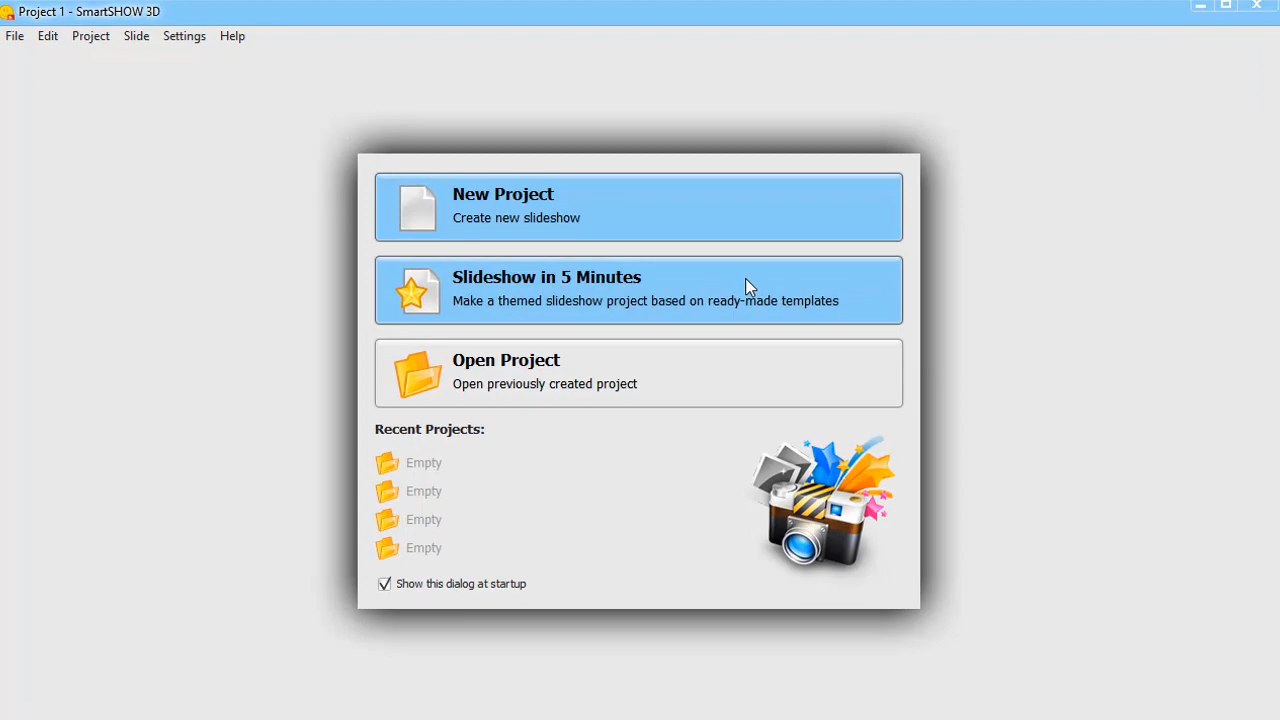 Project 1 - SmartSHOW 3D
File Edit Project Slide Settings Help
New Project
Create new slideshow
Slideshow in 5 Minutes
Make a themed slideshow project based on ready-made templates
Open Project
Open previously created project
Recent Projects:
Empty
Empty
Empty
Empty
Show this dialog at startup